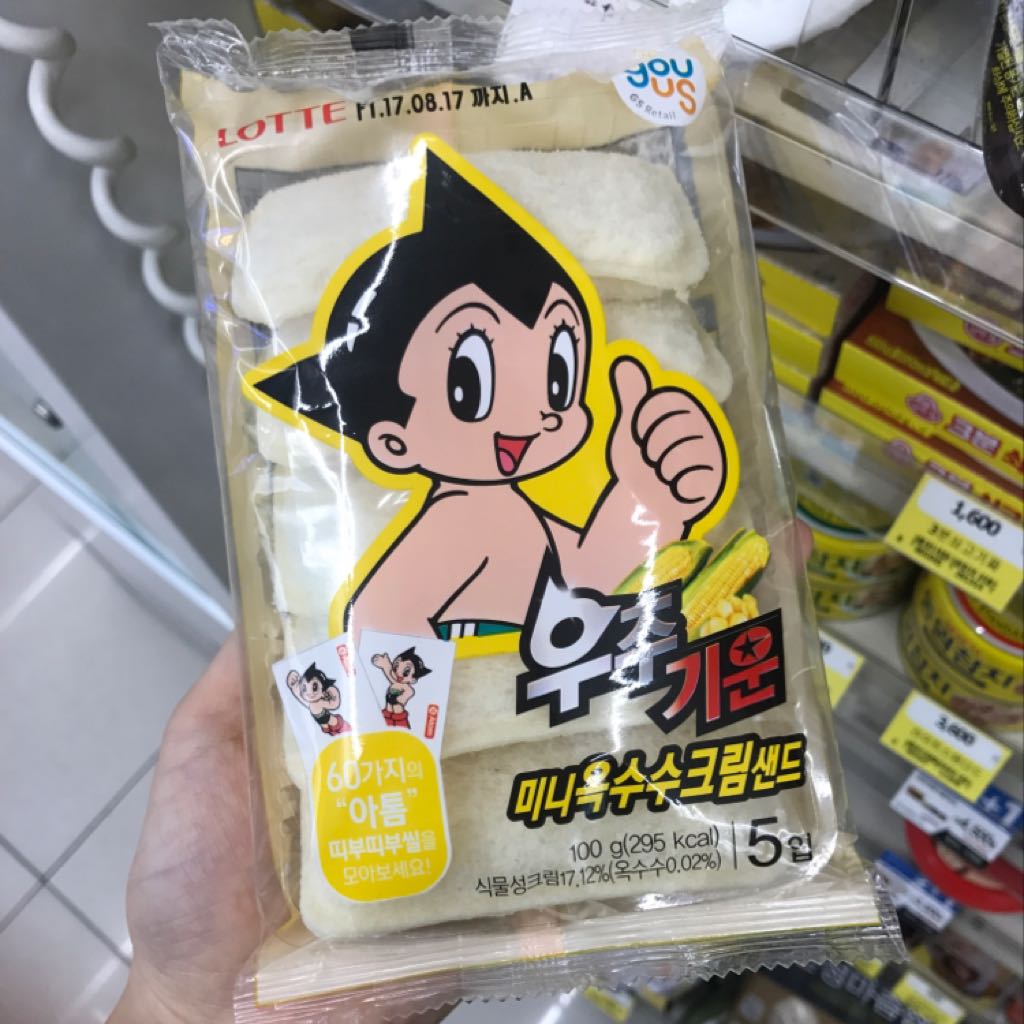 LOTTE
17.08.17 까지.A
you
us
GS Retail
우주
기운
미니옥수수크림샌드
60가지의
"아톰"
띠부띠부씰을
모아보세요!
100 g(295 kcal)
5입
식물성크림17.12%(옥수수0.02%)
1,600
3,600